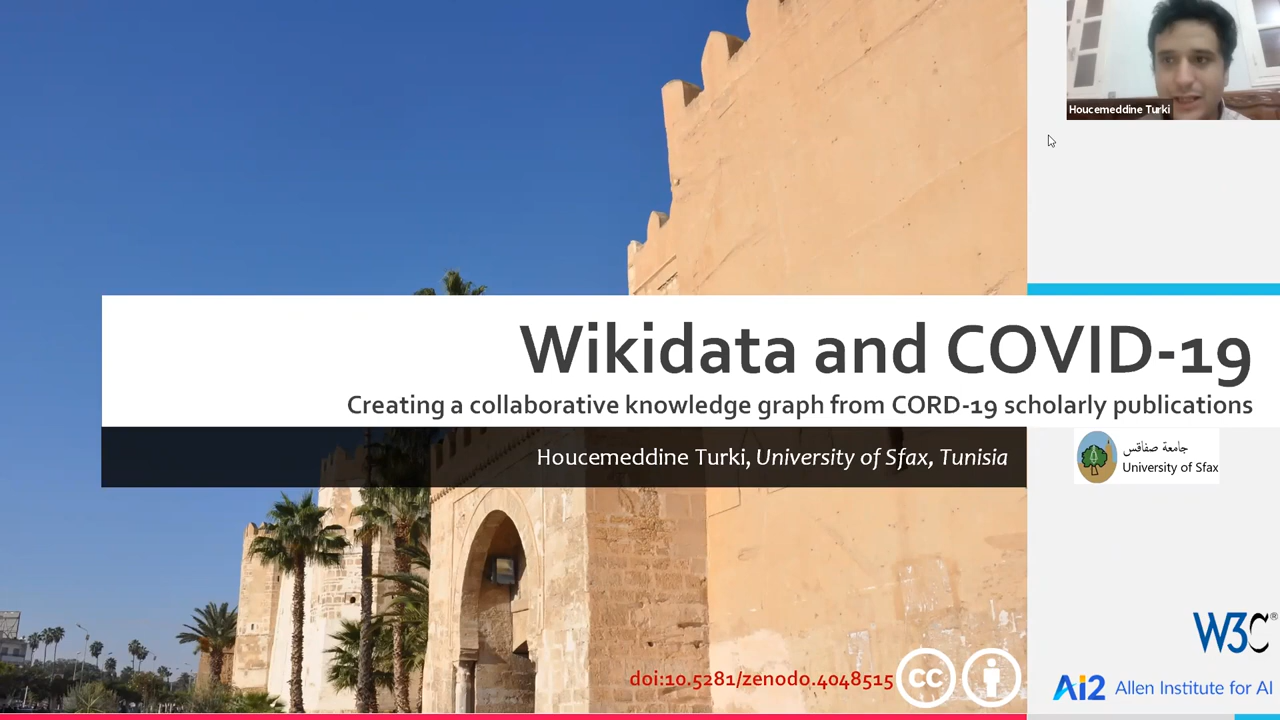 Houcemeddine Turki
Wikidata and COVID-19
Creating a collaborative knowledge graph from CORD-19 scholarly publications
Houcemeddine Turki, University of Sfax, Tunisia
جامعة صفاقس
University of Sfax
W3C®
doi:10.5281/zenodo.4048515
cc
Ai2 Allen Institute for AI